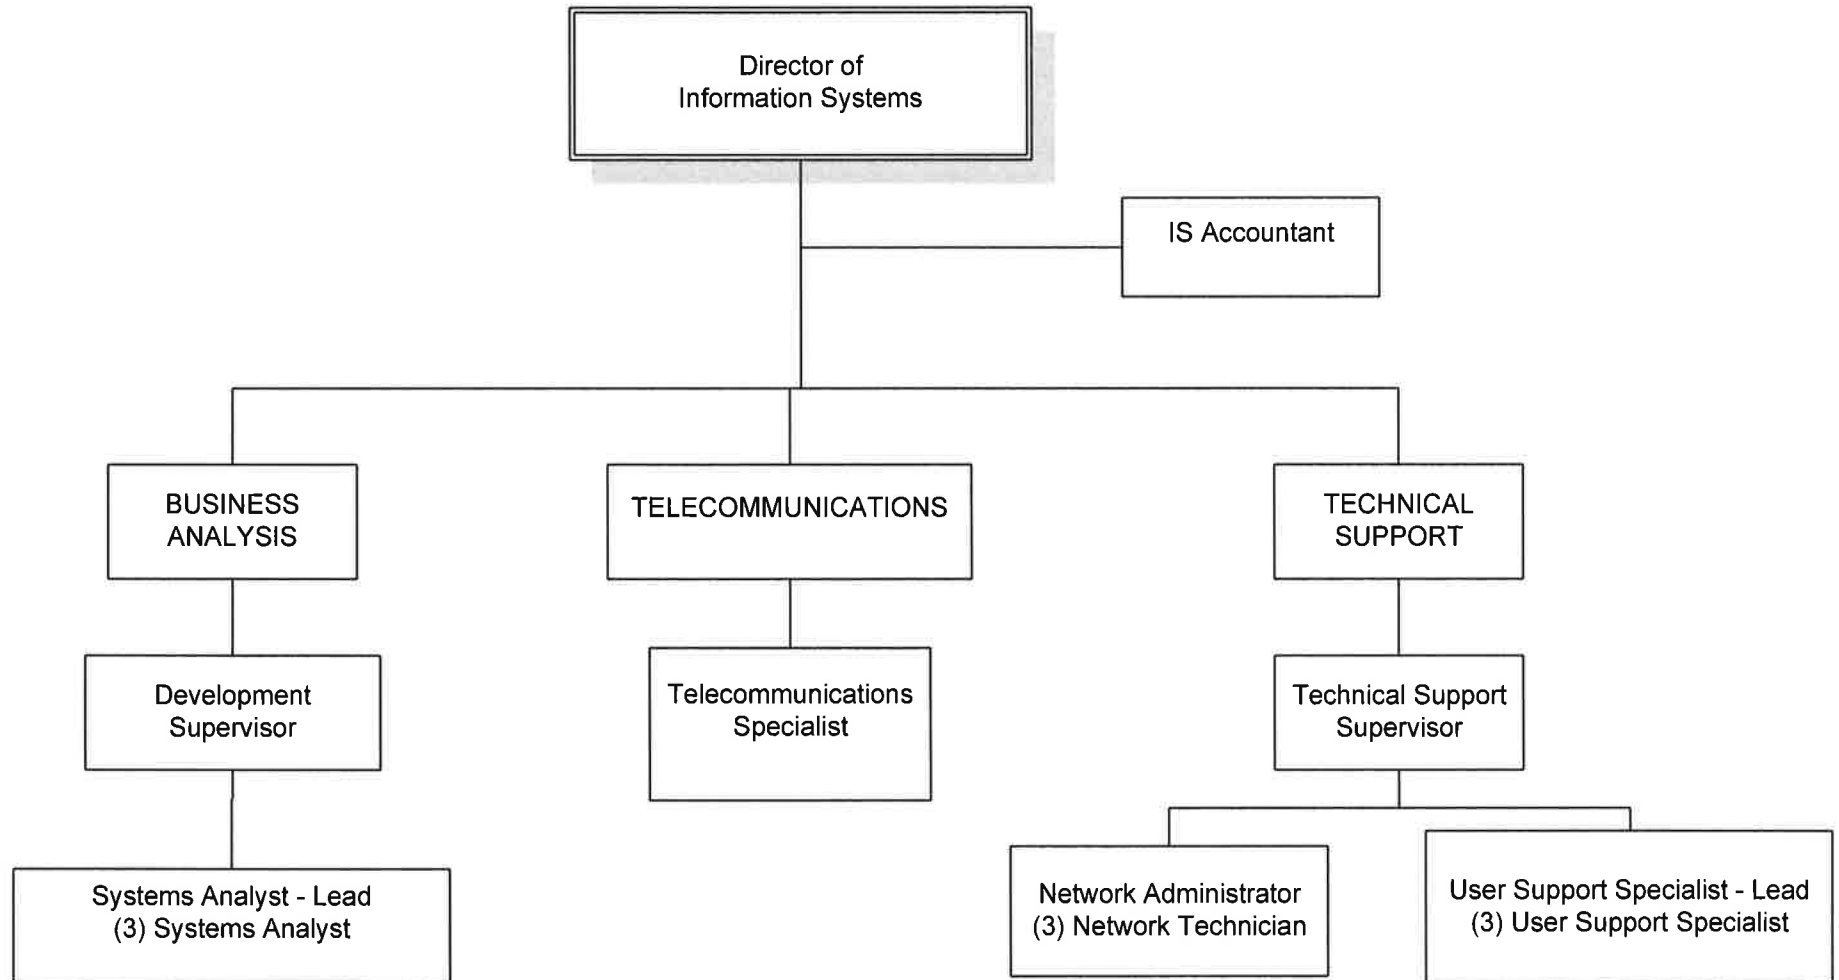 Director of
Information Systems
IS Accountant
BUSINESS
ANALYSIS
TELECOMMUNICATIONS
TECHNICAL
SUPPORT
Development
Supervisor
Telecommunications
Specialist
Technical Support
Supervisor
Systems Analyst - Lead
(3) Systems Analyst
Network Administrator
(3) Network Technician
User Support Specialist - Lead
(3) User Support Specialist